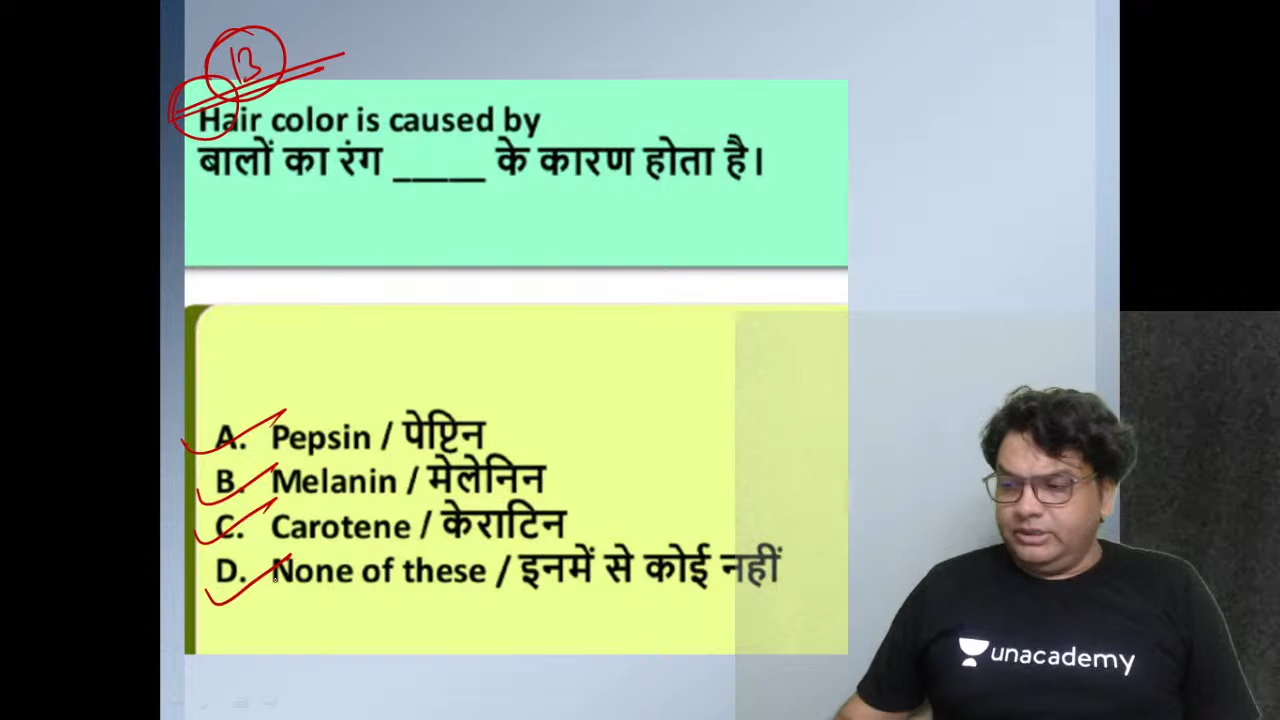 13
Hair color is caused by
बालों का रंग _____ के कारण होता है।
A. Pepsin / पेप्टिन
B. Melanin / मेलेनिन
C. Carotene / केराटिन
D. None of these / इनमें से कोई नहीं
unacademy